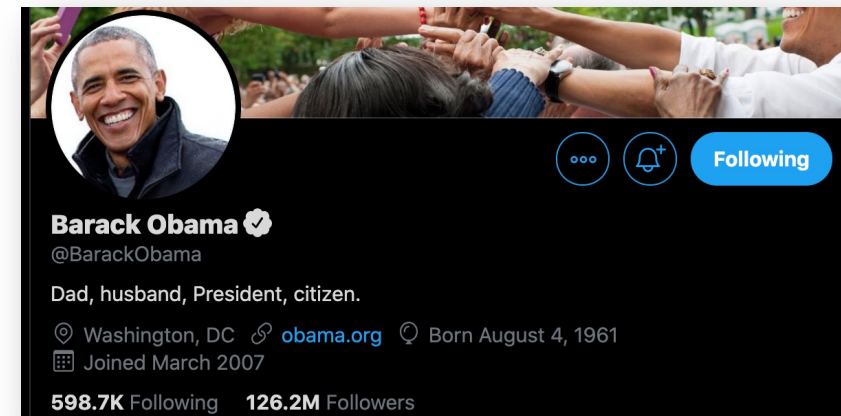 Following
Barack Obama
@BarackObama
Dad, husband, President, citizen.
Washington, DC obama.org Born August 4, 1961
Joined March 2007
598.7K Following 126.2M Followers